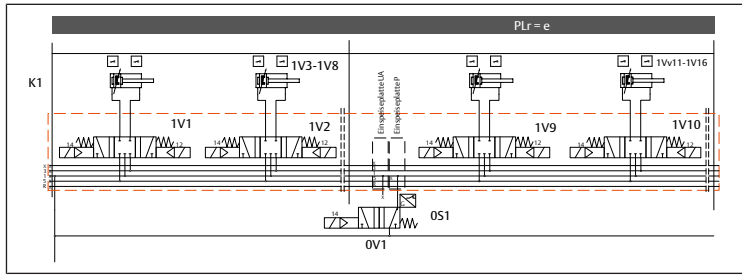 PLr = e
K1
1V3-1V8
1Vv11-1V16
Einspeiseplatte UA
Einspeiseplatte P
1V1
1V2
1V9
1V10
14
12
14
12
14
12
14
12
14
0S1
0V1